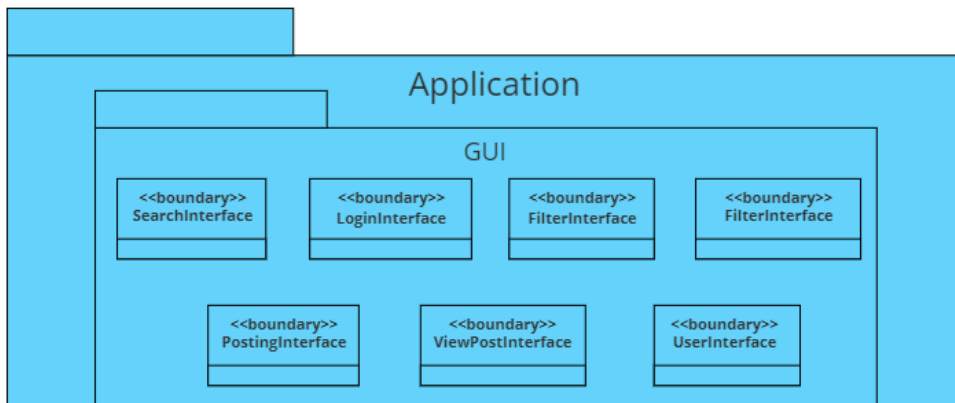 Application
GUI
<<boundary>>
SearchInterface
<<boundary>>
LoginInterface
<<boundary>>
FilterInterface
<<boundary>>
FilterInterface
<<boundary>>
PostingInterface
<<boundary>>
ViewPostInterface
<<boundary>>
UserInterface